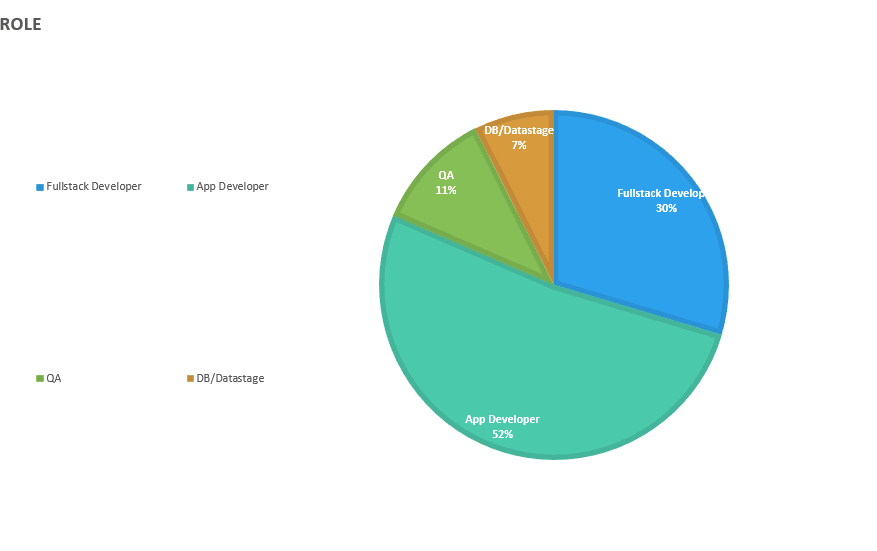 ROLE
Fullstack Developer
App Developer
QA
DB/Datastage
DB/Datastage
7%
QA
11%
Fullstack Develop
30%
App Developer
52%